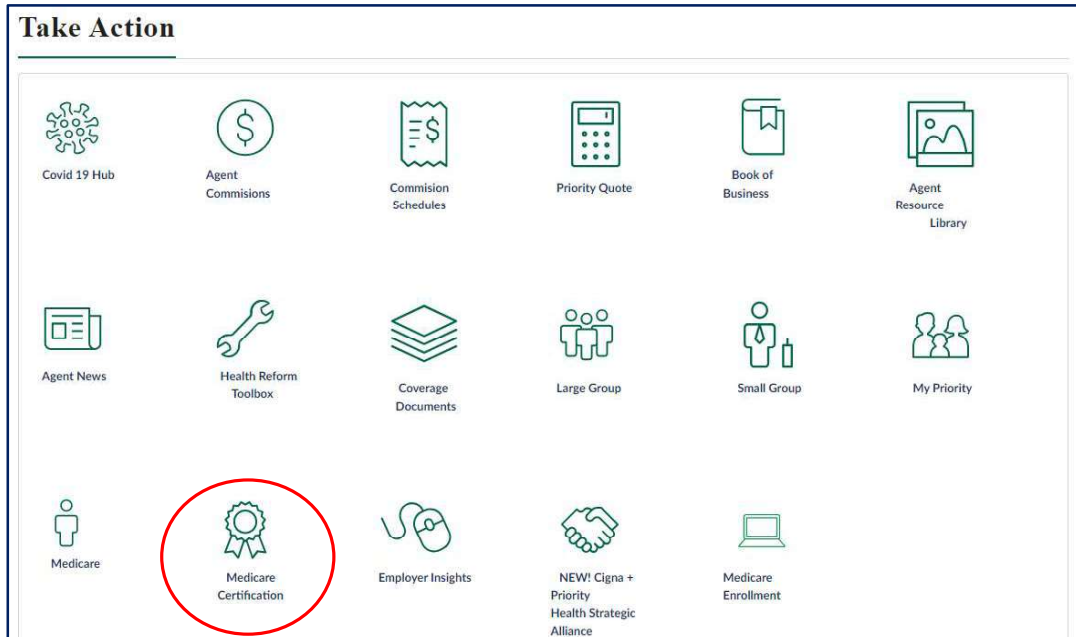 Take Action
Covid 19 Hub
Agent
Commisions
Commision
Schedules
Priority Quote
Book of
Business
Agent
Resource
Library
Agent News
Health Reform
Toolbox
Coverage
Documents
Large Group
Small Group
My Priority
Medicare
Medicare
Certification
Employer Insights
NEW! Cigna +
Priority
Health Strategic
Alliance
Medicare
Enrollment